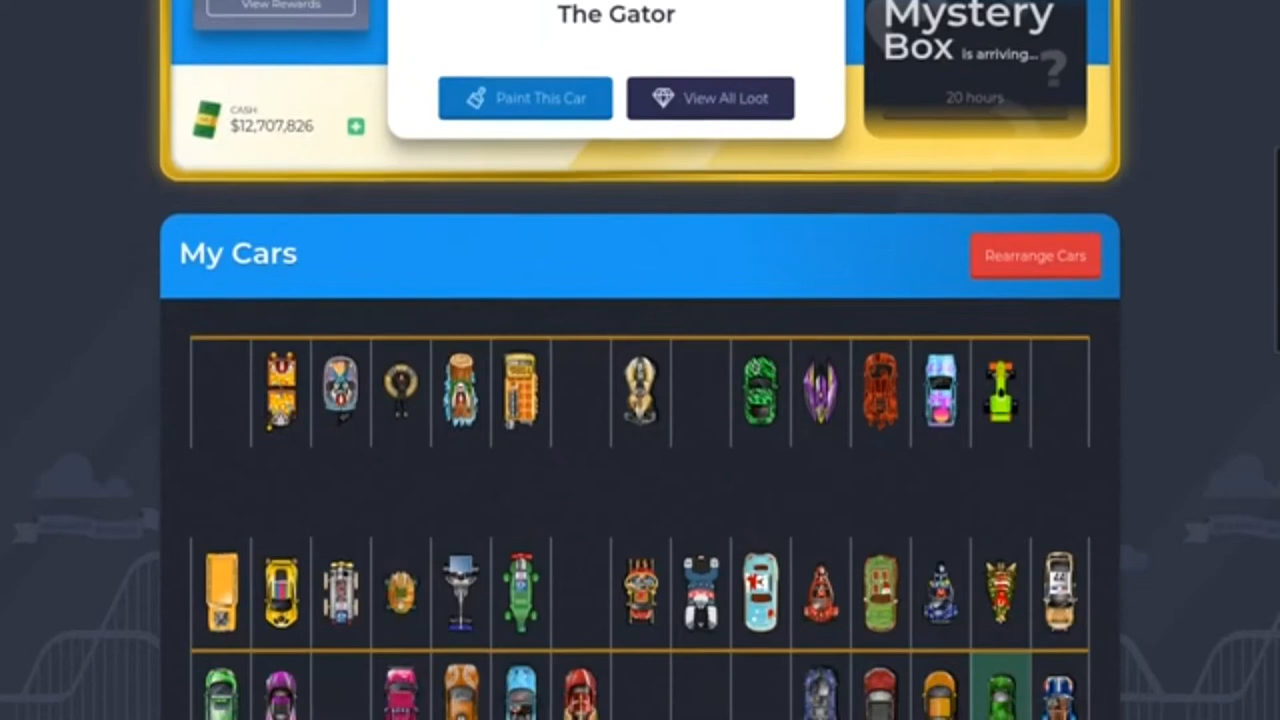 View Rewards
The Gator
Mystery
Box is arriving...
?
20 hours
Paint This Car
View All Loot
CASH
$12,707,826
My Cars
Rearrange Cars